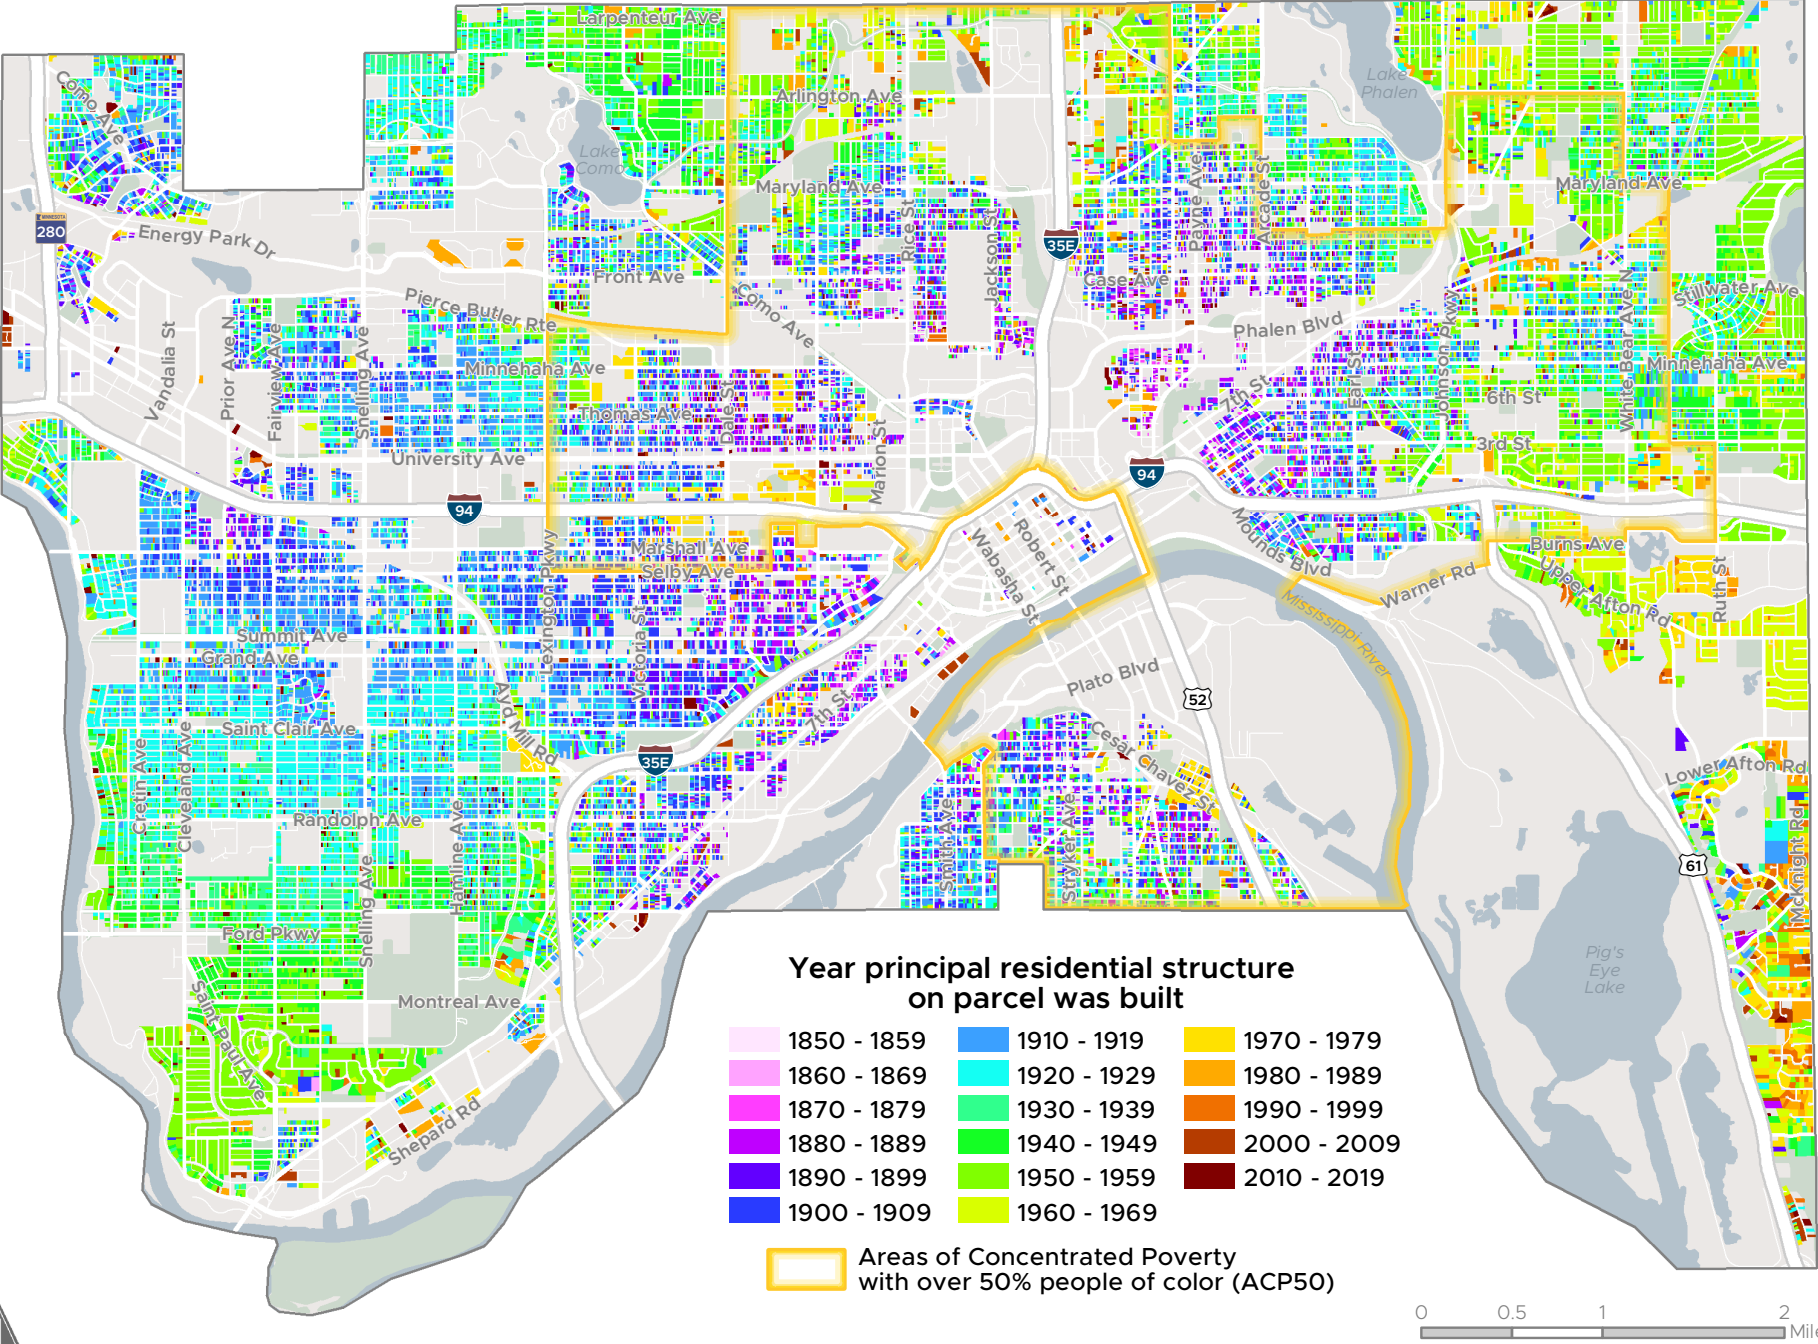 Larpenteur Ave
Como Ave
Lake
Phalen
Arlington Ave
Lake
Como
Maryland Ave
Maryland Ave
Payne Ave
Arcade St
MINNESOTA
280
Energy Park Dr
Rice St
Jackson St
35E
Front Ave
Case Ave
Como Ave
Pierce Butler Rte
Stillwater Ave
Phalen Blvd
Vandalia St
Prior Ave N
Fairview Ave
Snelling Ave
Minnehaha Ave
Earl St
Johnson Pkwy
White Bear Ave N
Minnehaha Ave
Thomas Ave
Dale St
7th St
6th St
Marion St
3rd St
University Ave
94
94
Lexington Pkwy
Marshall Ave
Selby Ave
Wabasha St
Robert St
Mounds Blvd
Burns Ave
Warner Rd
Upper Afton Rd
Ruth St
Mississippi River
Summit Ave
Grand Ave
Victoria St
Plato Blvd
52
Ayd Mill Rd
7th St
Saint Clair Ave
Cesar Chavez St
35E
Lower Afton Rd
Cretin Ave
Cleveland Ave
Randolph Ave
Hamline Ave
Snelling Ave
Smith Ave
Stryker Ave
McKnight Rd
61
Ford Pkwy
Pig's
Eye
Lake
Saint Paul Ave
Montreal Ave
Shepard Rd
Year principal residential structure
on parcel was built
1850 - 1859
1860 - 1869
1870 - 1879
1880 - 1889
1890 - 1899
1900 - 1909
1910 - 1919
1920 - 1929
1930 - 1939
1940 - 1949
1950 - 1959
1960 - 1969
1970 - 1979
1980 - 1989
1990 - 1999
2000 - 2009
2010 - 2019
Areas of Concentrated Poverty
with over 50% people of color (ACP50)
0 0.5 1 2
Mil